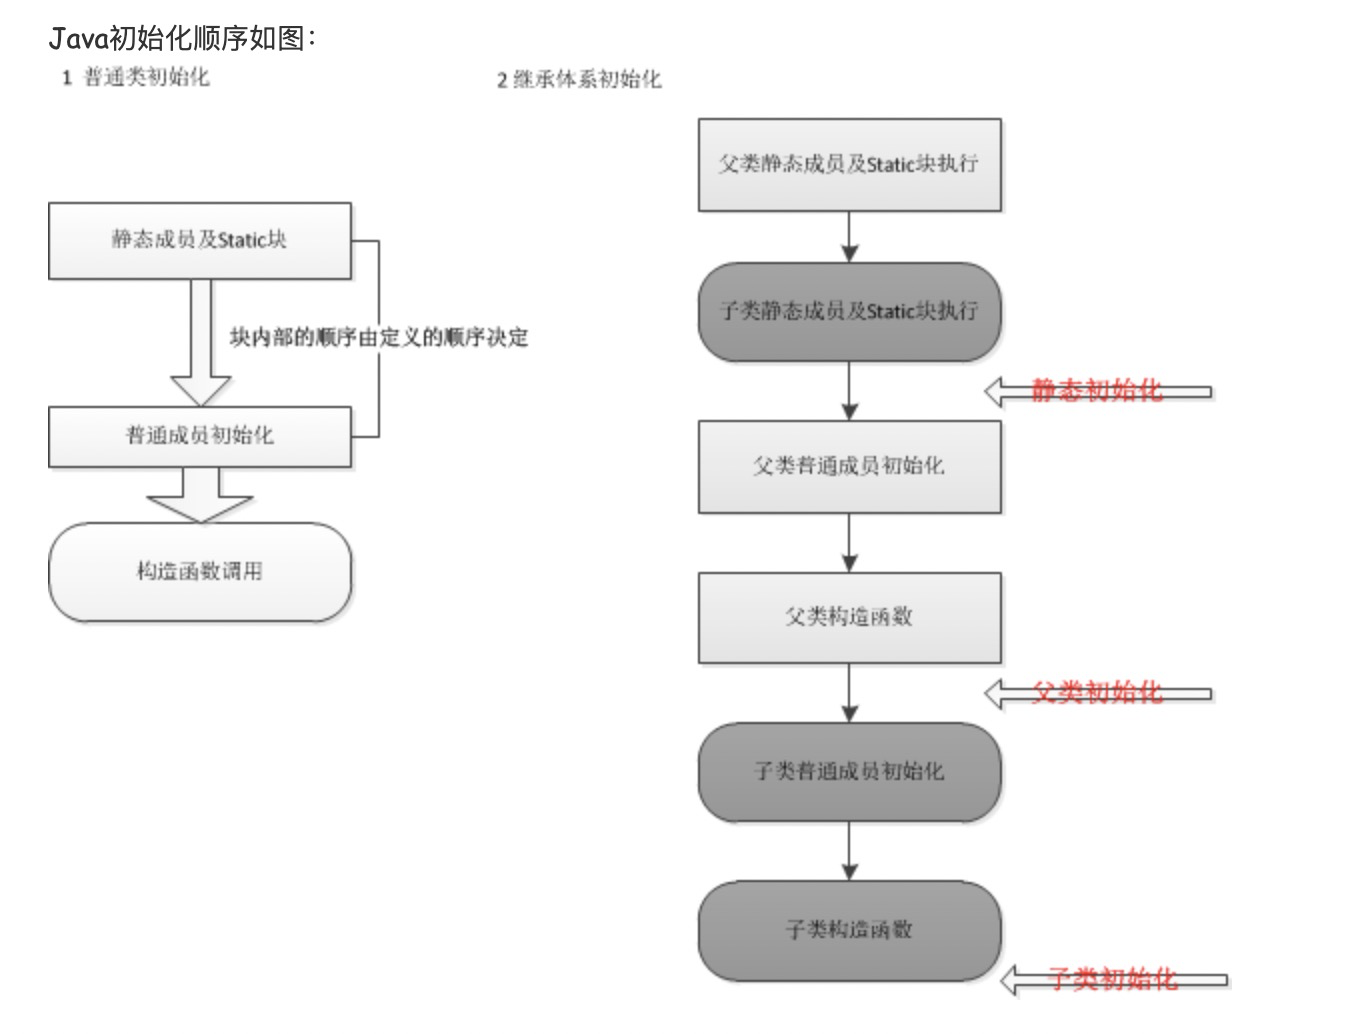 Java初始化顺序如图：
1 普通类初始化
2 继承体系初始化
静态成员及Static块
块内部的顺序由定义的顺序决定
普通成员初始化
构造函数调用
父类静态成员及Static块执行
子类静态成员及Static块执行
静态初始化
父类普通成员初始化
父类构造函数
父类初始化
子类普通成员初始化
子类构造函数
子类初始化